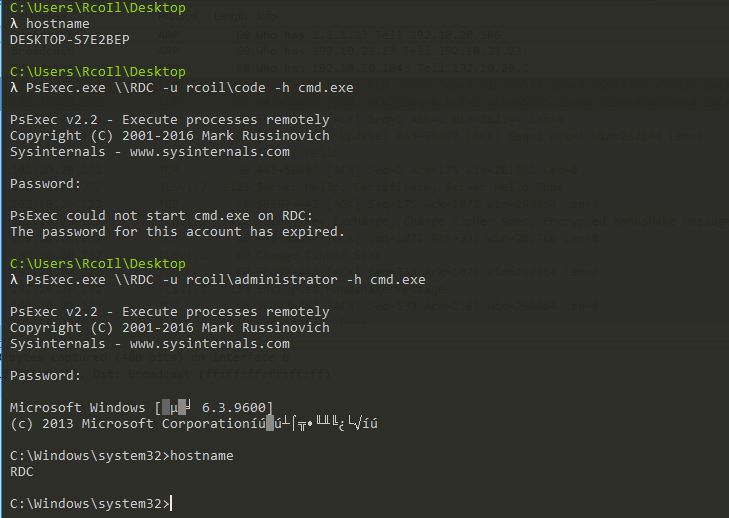 C:\Users\RcoIl\Desktop
λ hostname
DESKTOP-S7E2BEP
C:\Users\RcoIl\Desktop
λ PsExec.exe \\RDC -u rcoil\code -h cmd.exe
PsExec v2.2 - Execute processes remotely
Copyright (C) 2001-2016 Mark Russinovich
Sysinternals - www.sysinternals.com
Password:
PsExec could not start cmd.exe on RDC:
The password for this account has expired.
C:\Users\RcoIl\Desktop
λ PsExec.exe \\RDC -u rcoil\administrator -h cmd.exe
PsExec v2.2 - Execute processes remotely
Copyright (C) 2001-2016 Mark Russinovich
Sysinternals - www.sysinternals.com
Password:
Microsoft Windows [ 6.3.9600]
(c) 2013 Microsoft Corporation
C:\Windows\system32>hostname
RDC
C:\Windows\system32>